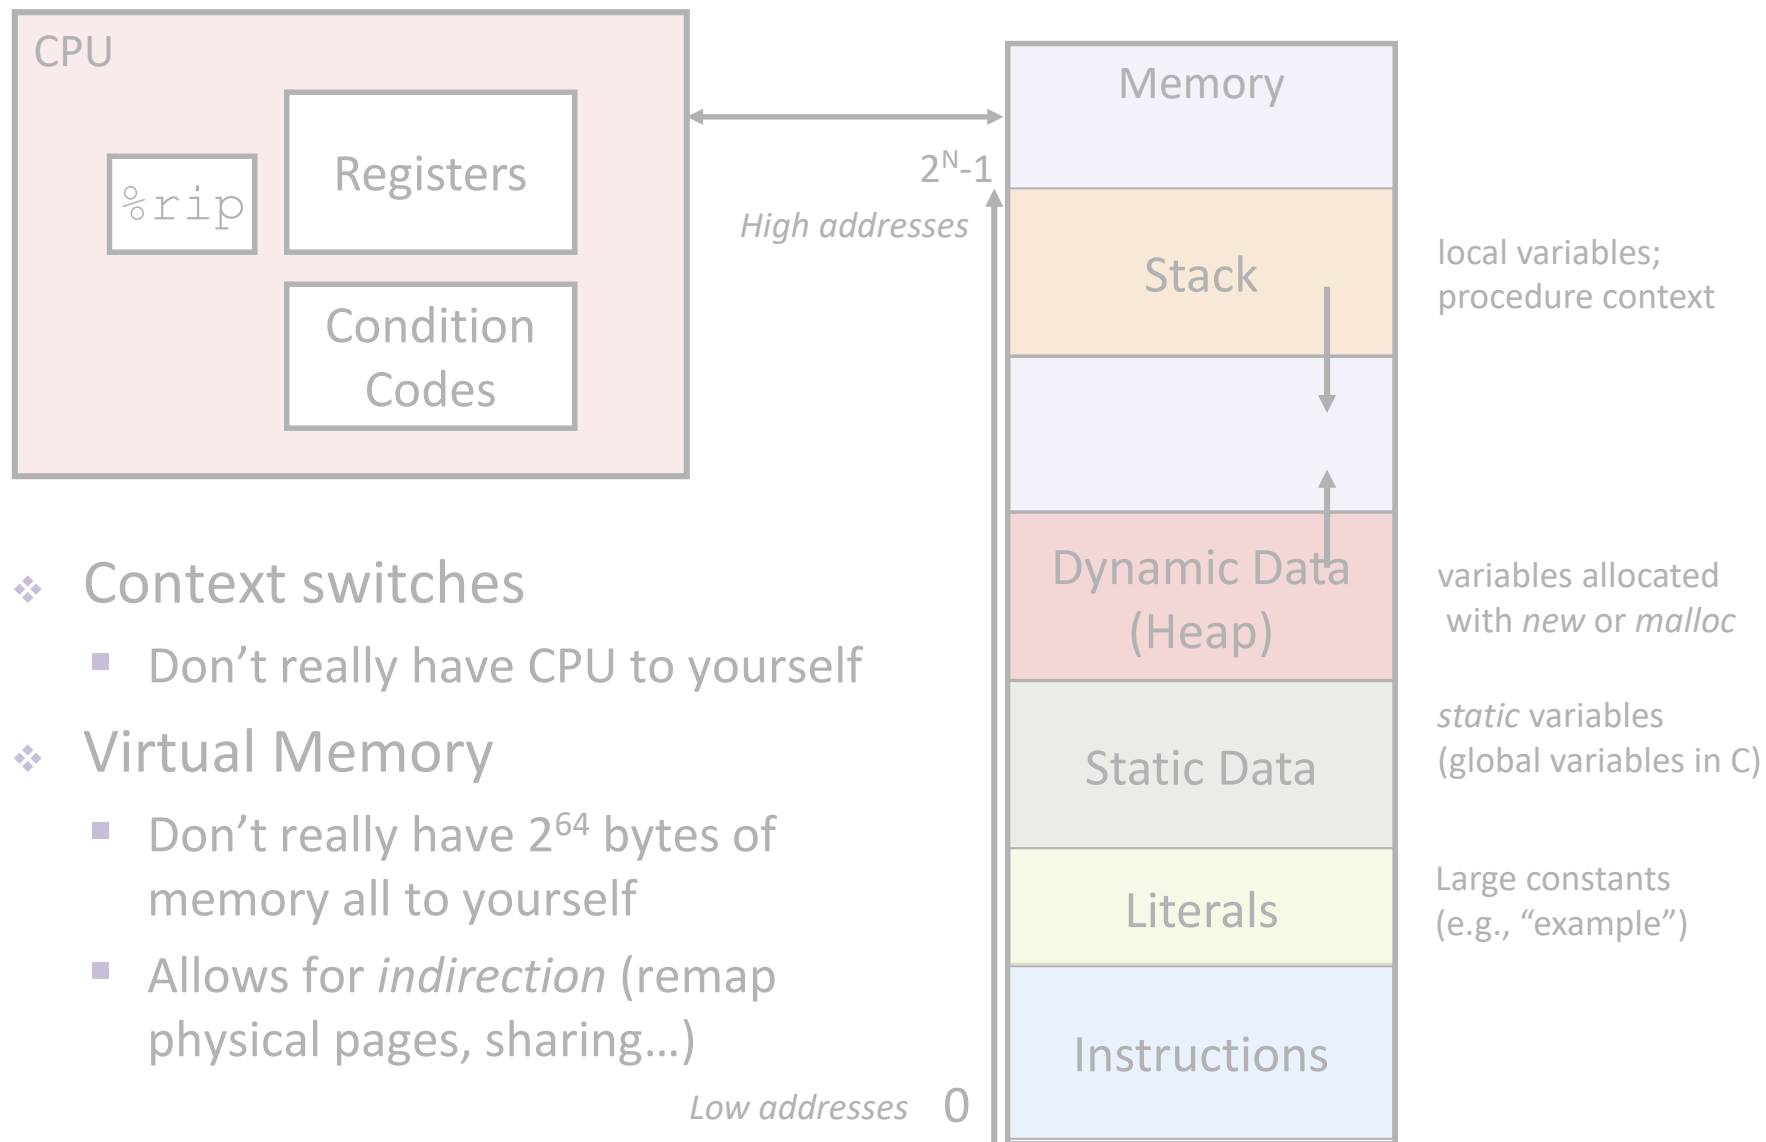 CPU
%rip
Registers
Condition
Codes
Memory
2ᴺ-1
High addresses
Stack
local variables;
procedure context
Dynamic Data
(Heap)
variables allocated
with new or malloc
Static Data
static variables
(global variables in C)
Literals
Large constants
(e.g., “example”)
Instructions
Low addresses 0
❖ Context switches
▪ Don’t really have CPU to yourself
❖ Virtual Memory
▪ Don’t really have 2⁶⁴ bytes of
memory all to yourself
▪ Allows for indirection (remap
physical pages, sharing…)